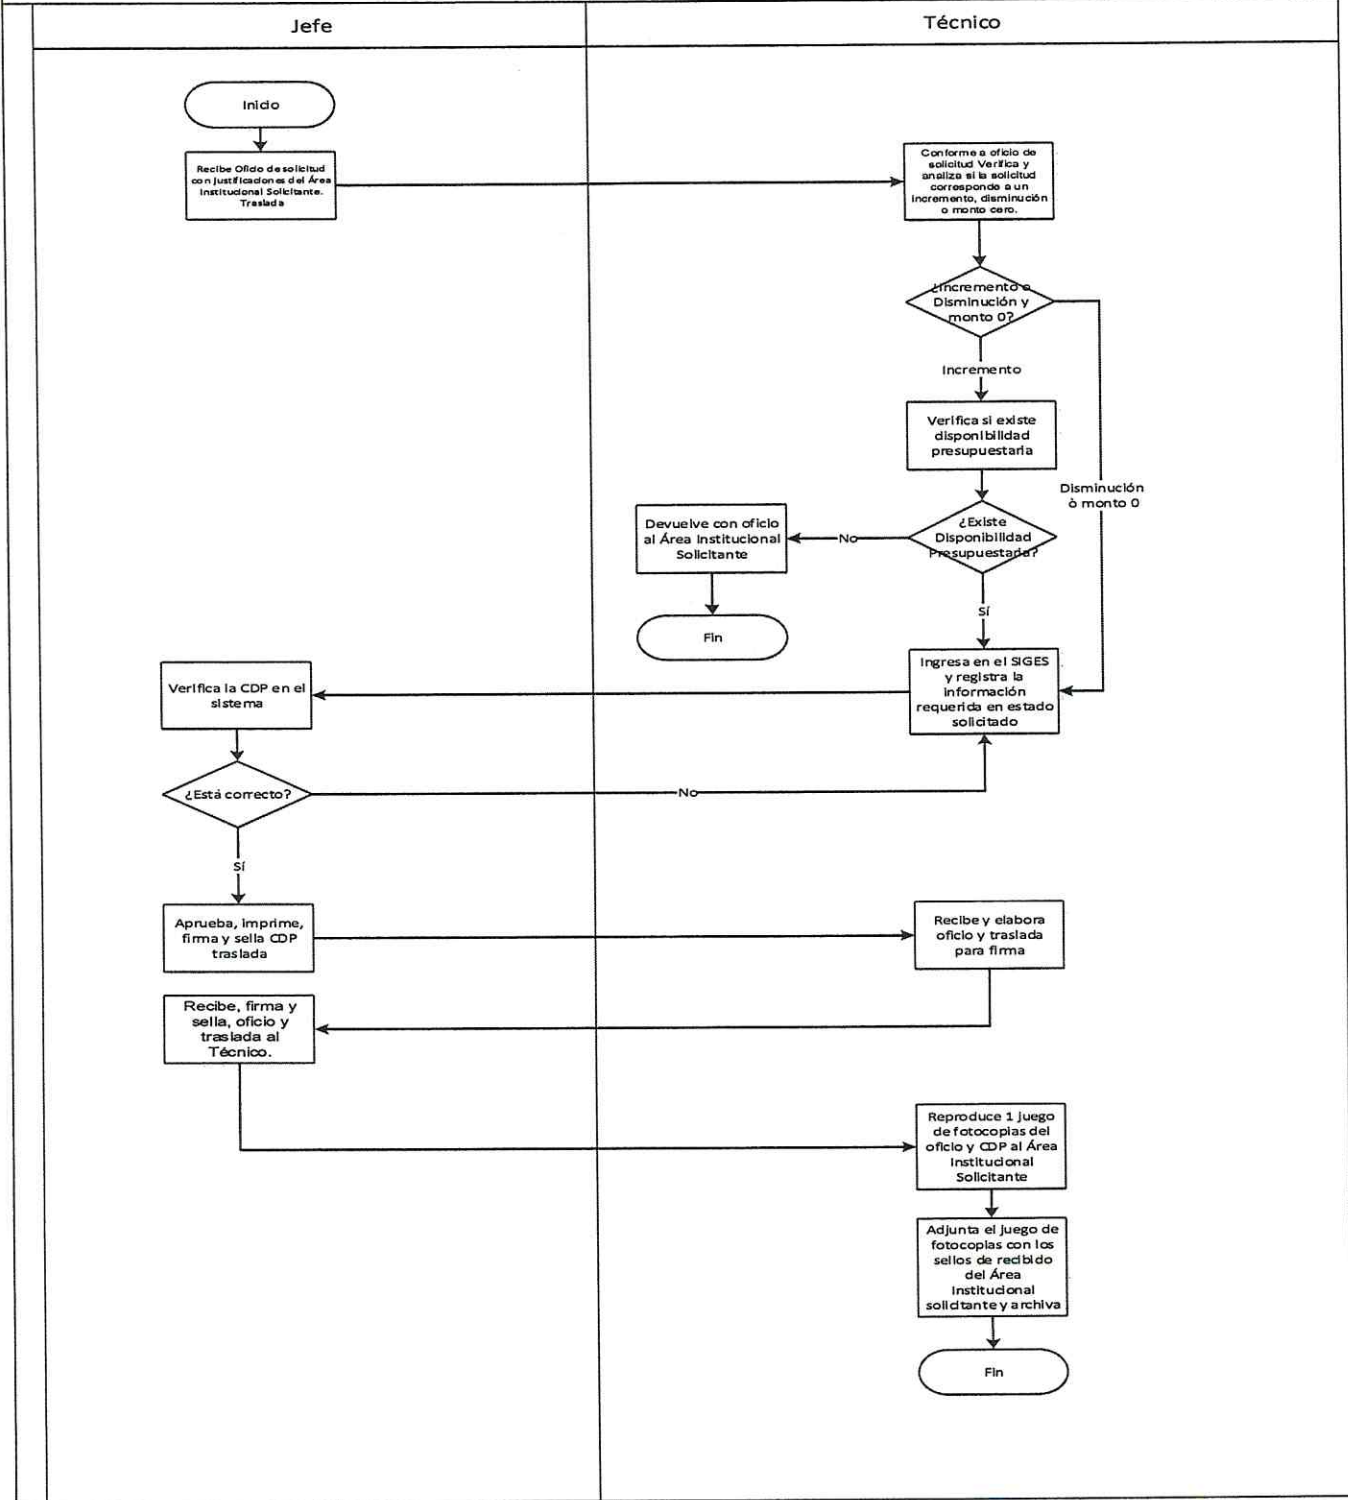 Jefe
Técnico
Inicio
Recibe Oficio de solicitud
con justificaciones del Área
Institucional Solicitante.
Traslada
Conforme a oficio de
solicitud Verifica y
analiza si la solicitud
corresponde a un
incremento, disminución
o monto cero.
¿Incremento o
Disminución y
monto 0?
Incremento
Verifica si existe
disponibilidad
presupuestaria
Disminución
ò monto 0
¿Existe
Disponibilidad
Presupuestaria?
No
Devuelve con oficio
al Área Institucional
Solicitante
Fin
Sí
Ingresa en el SIGES
y registra la
información
requerida en estado
solicitado
Verifica la CDP en el
sistema
¿Está correcto?
No
Sí
Aprueba, imprime,
firma y sella CDP
traslada
Recibe y elabora
oficio y traslada
para firma
Recibe, firma y
sella, oficio y
traslada al
Técnico.
Reproduce 1 juego
de fotocopias del
oficio y CDP al Área
Institucional
Solicitante
Adjunta el juego de
fotocopias con los
sellos de recibido
del Área
Institucional
solicitante y archiva
Fin